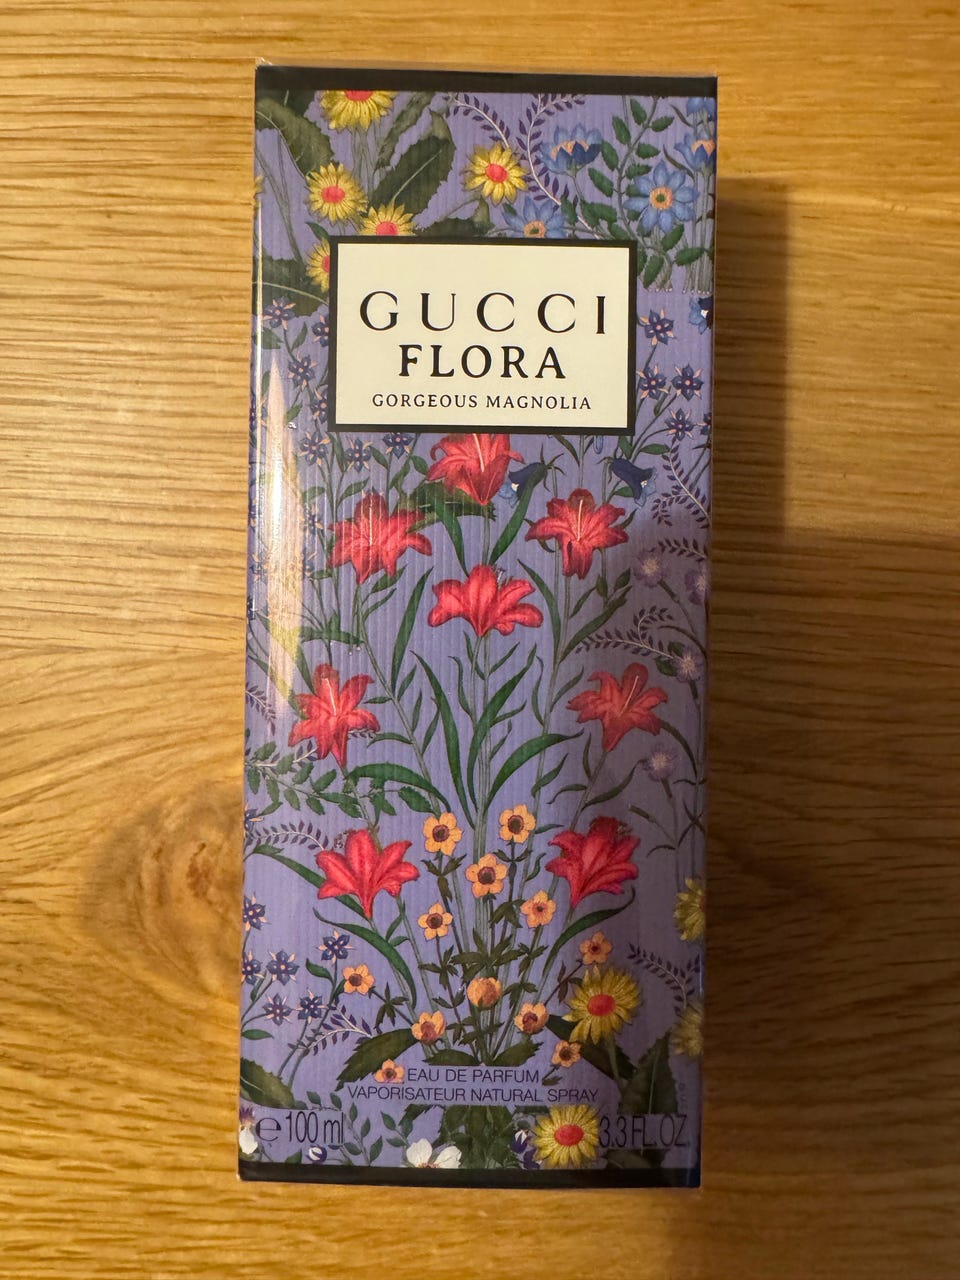 GUCCI
FLORA
GORGEOUS MAGNOLIA
EAU DE PARFUM
VAPORISATEUR NATURAL SPRAY
℮ 100 ml 3.3 FL. OZ.